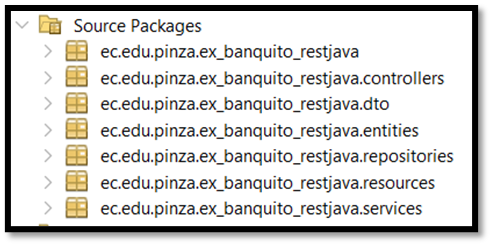 Source Packages
ec.edu.pinza.ex_banquito_restjava
ec.edu.pinza.ex_banquito_restjava.controllers
ec.edu.pinza.ex_banquito_restjava.dto
ec.edu.pinza.ex_banquito_restjava.entities
ec.edu.pinza.ex_banquito_restjava.repositories
ec.edu.pinza.ex_banquito_restjava.resources
ec.edu.pinza.ex_banquito_restjava.services